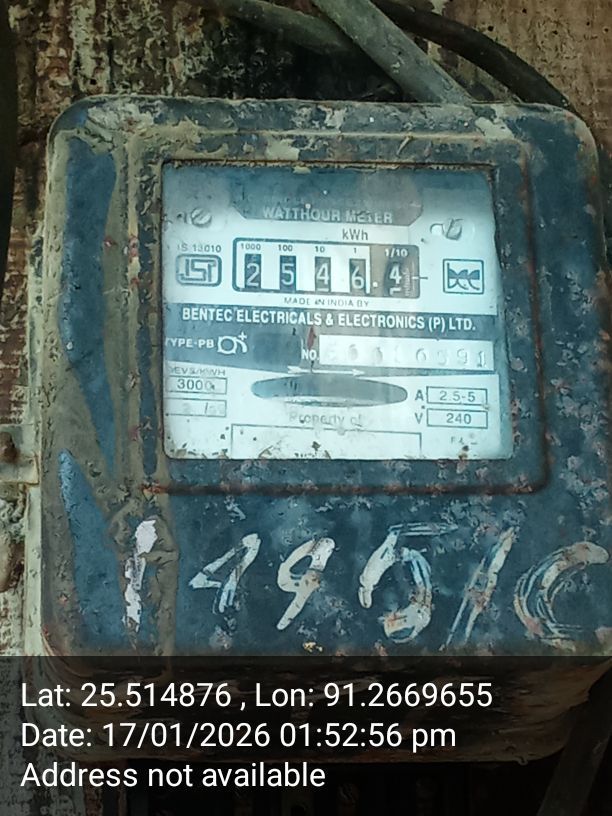 WATTHOUR METER
kWh
IS 13010
1000 100 10 1 1/10
2 5 4 6 . 4
MADE IN INDIA BY
BENTEC ELECTRICALS & ELECTRONICS (P) LTD.
TYPE-PB
NO.
REVS/KWH
3000
A 2.5-5
V 240
Property of
1 4951C
Lat: 25.514876 , Lon: 91.2669655
Date: 17/01/2026 01:52:56 pm
Address not available